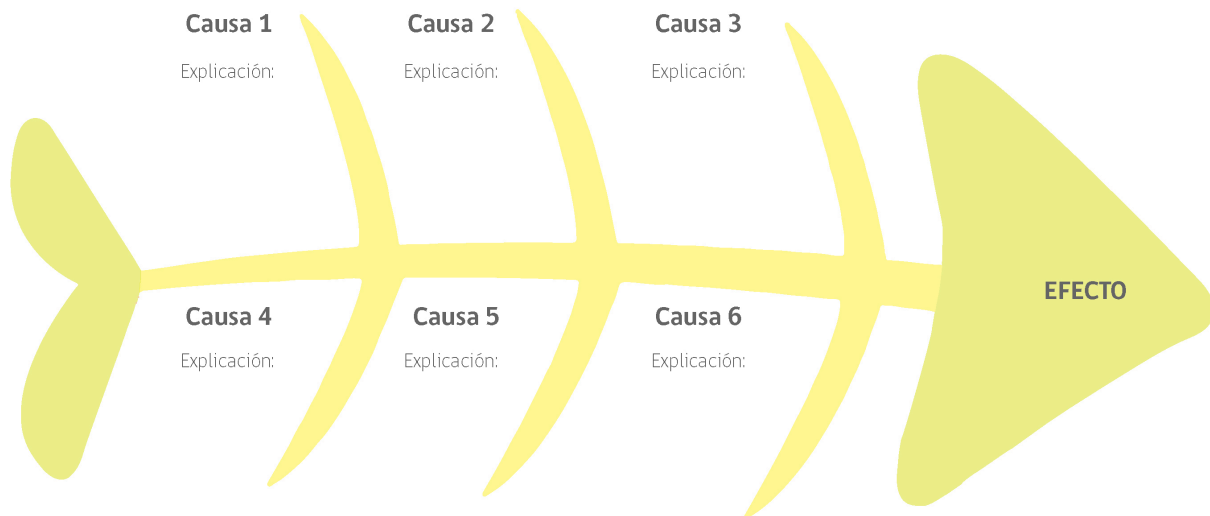 Causa 1
Explicación:
Causa 2
Explicación:
Causa 3
Explicación:
EFECTO
Causa 4
Explicación:
Causa 5
Explicación:
Causa 6
Explicación: